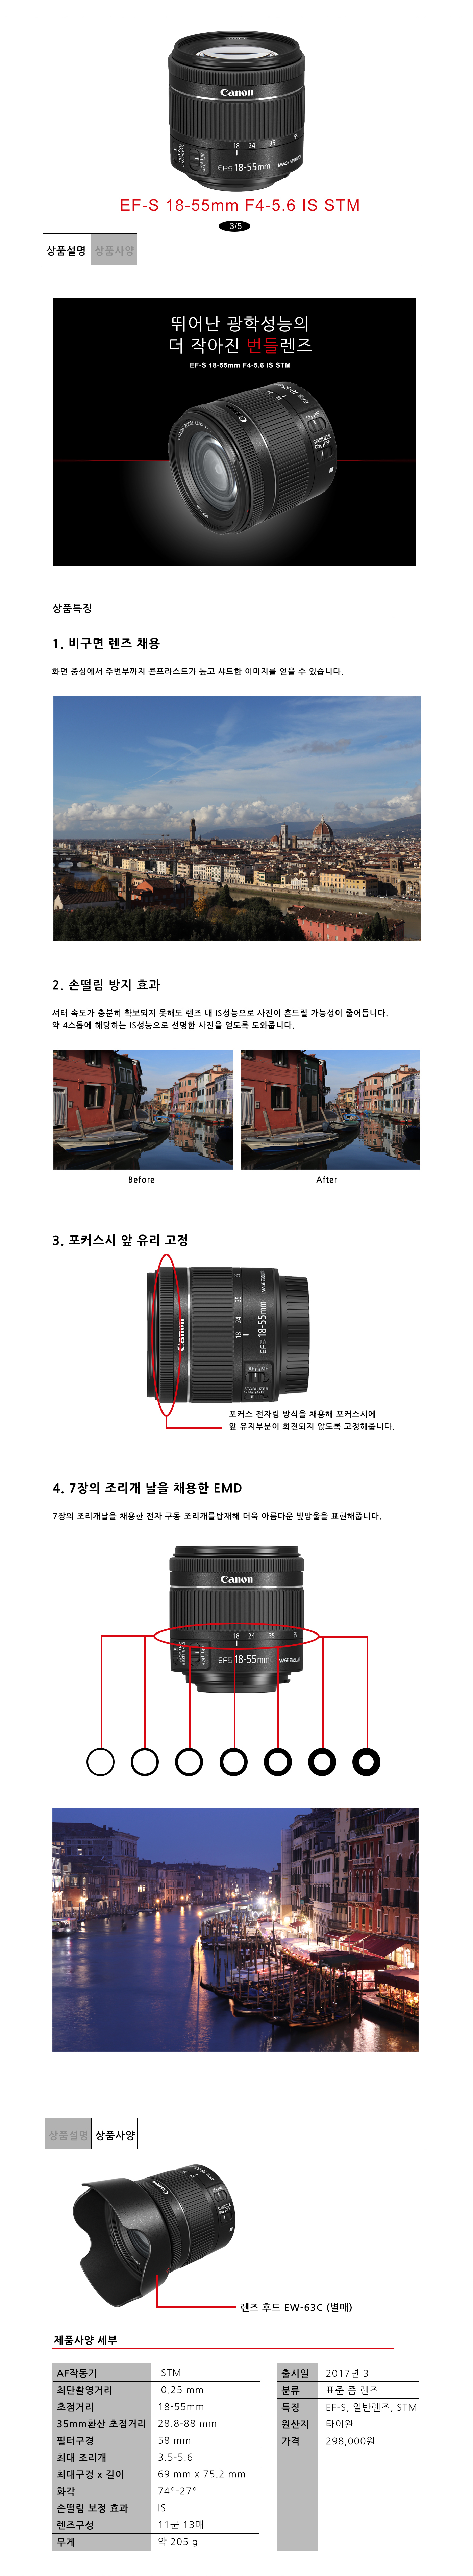 Canon
18 24 35 55
EFS 18-55mm IMAGE STABILIZER
EF-S 18-55mm F4-5.6 IS STM
3/5
상품설명 상품사양
뛰어난 광학성능의
더 작아진 번들렌즈
EF-S 18-55mm F4-5.6 IS STM
상품특징
1. 비구면 렌즈 채용
화면 중심에서 주변부까지 콘프라스트가 높고 샤트한 이미지를 얻을 수 있습니다.
2. 손떨림 방지 효과
셔터 속도가 충분히 확보되지 못해도 렌즈 내 IS성능으로 사진이 흔드릴 가능성이 줄어듭니다.
약 4스톱에 해당하는 IS성능으로 선명한 사진을 얻도록 도와줍니다.
Before After
3. 포커스시 앞 유리 고정
Canon
18 24 35 55
EFS 18-55mm IMAGE STABILIZER
포커스 전자링 방식을 채용해 포커스시에
앞 유지부분이 회전되지 않도록 고정해줍니다.
4. 7장의 조리개 날을 채용한 EMD
7장의 조리개날을 채용한 전자 구동 조리개를탑재해 더욱 아름다운 빛망울을 표현해줍니다.
Canon
18 24 35 55
EFS 18-55mm IMAGE STABILIZER
상품설명 상품사양
렌즈 후드 EW-63C (별매)
제품사양 세부
AF작동기 STM
최단촬영거리 0.25 mm
초점거리 18-55mm
35mm환산 초점거리 28.8-88 mm
필터구경 58 mm
최대 조리개 3.5-5.6
최대구경 x 길이 69 mm x 75.2 mm
화각 74º-27º
손떨림 보정 효과 IS
렌즈구성 11군 13매
무게 약 205 g
출시일 2017년 3
분류 표준 줌 렌즈
특징 EF-S, 일반렌즈, STM
원산지 타이완
가격 298,000원